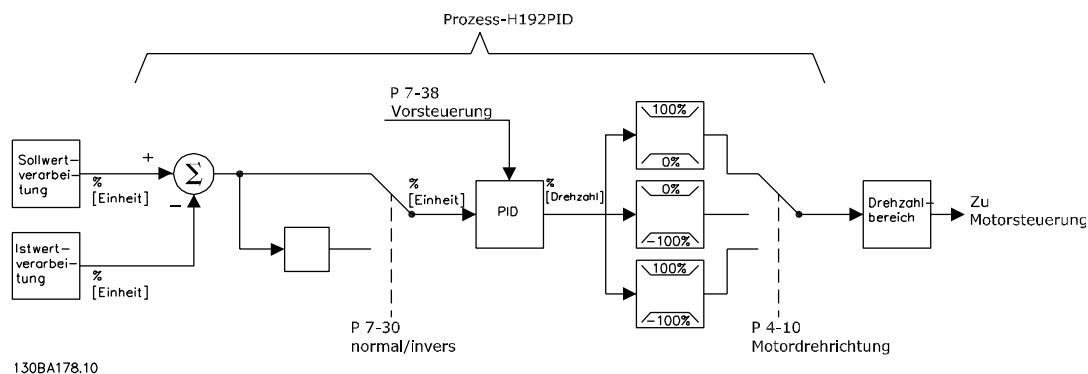 Prozess-H192PID
P 7-38
Vorsteuerung
100%
0%
Sollwert-
verarbei-
tung
+
%
[Einheit]
Σ
−
%
[Einheit]
PID
%
[Drehzahl]
0%
-100%
Drehzahl-
bereich
Zu
Motorsteuerung
Istwert-
verarbei-
tung
%
[Einheit]
100%
-100%
P 7-30
normal/invers
P 4-10
Motordrehrichtung
130BA178.10